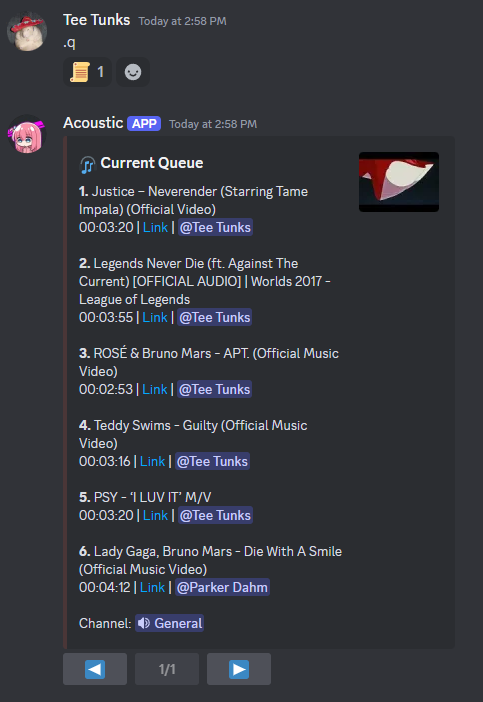 Tee Tunks Today at 2:58 PM
.q
1
Acoustic APP Today at 2:58 PM
Current Queue
1. Justice – Neverender (Starring Tame
Impala) (Official Video)
00:03:20 | Link | @Tee Tunks
2. Legends Never Die (ft. Against The
Current) [OFFICIAL AUDIO] | Worlds 2017 -
League of Legends
00:03:55 | Link | @Tee Tunks
3. ROSÉ & Bruno Mars - APT. (Official Music
Video)
00:02:53 | Link | @Tee Tunks
4. Teddy Swims - Guilty (Official Music
Video)
00:03:16 | Link | @Tee Tunks
5. PSY - ‘I LUV IT’ M/V
00:03:20 | Link | @Tee Tunks
6. Lady Gaga, Bruno Mars - Die With A Smile
(Official Music Video)
00:04:12 | Link | @Parker Dahm
Channel: General
1/1